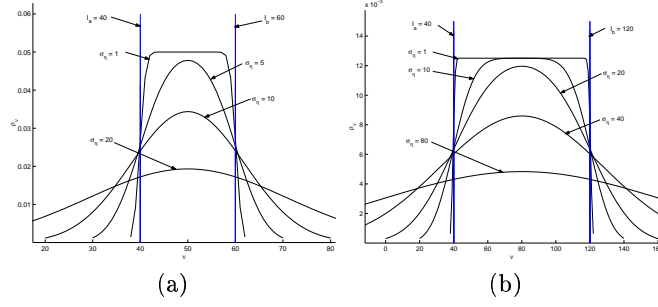 l_a = 40
l_b = 60
0.06
0.05
0.04
0.03
0.02
0.01
ρ_v
σ_η = 1
σ_η = 5
σ_η = 10
σ_η = 20
20
30
40
50
60
70
80
v
(a)
x 10^-3
l_a = 40
l_b = 120
14
12
10
8
6
4
2
ρ_v
σ_η = 1
σ_η = 10
σ_η = 20
σ_η = 40
σ_η = 80
0
20
40
60
80
100
120
140
160
v
(b)